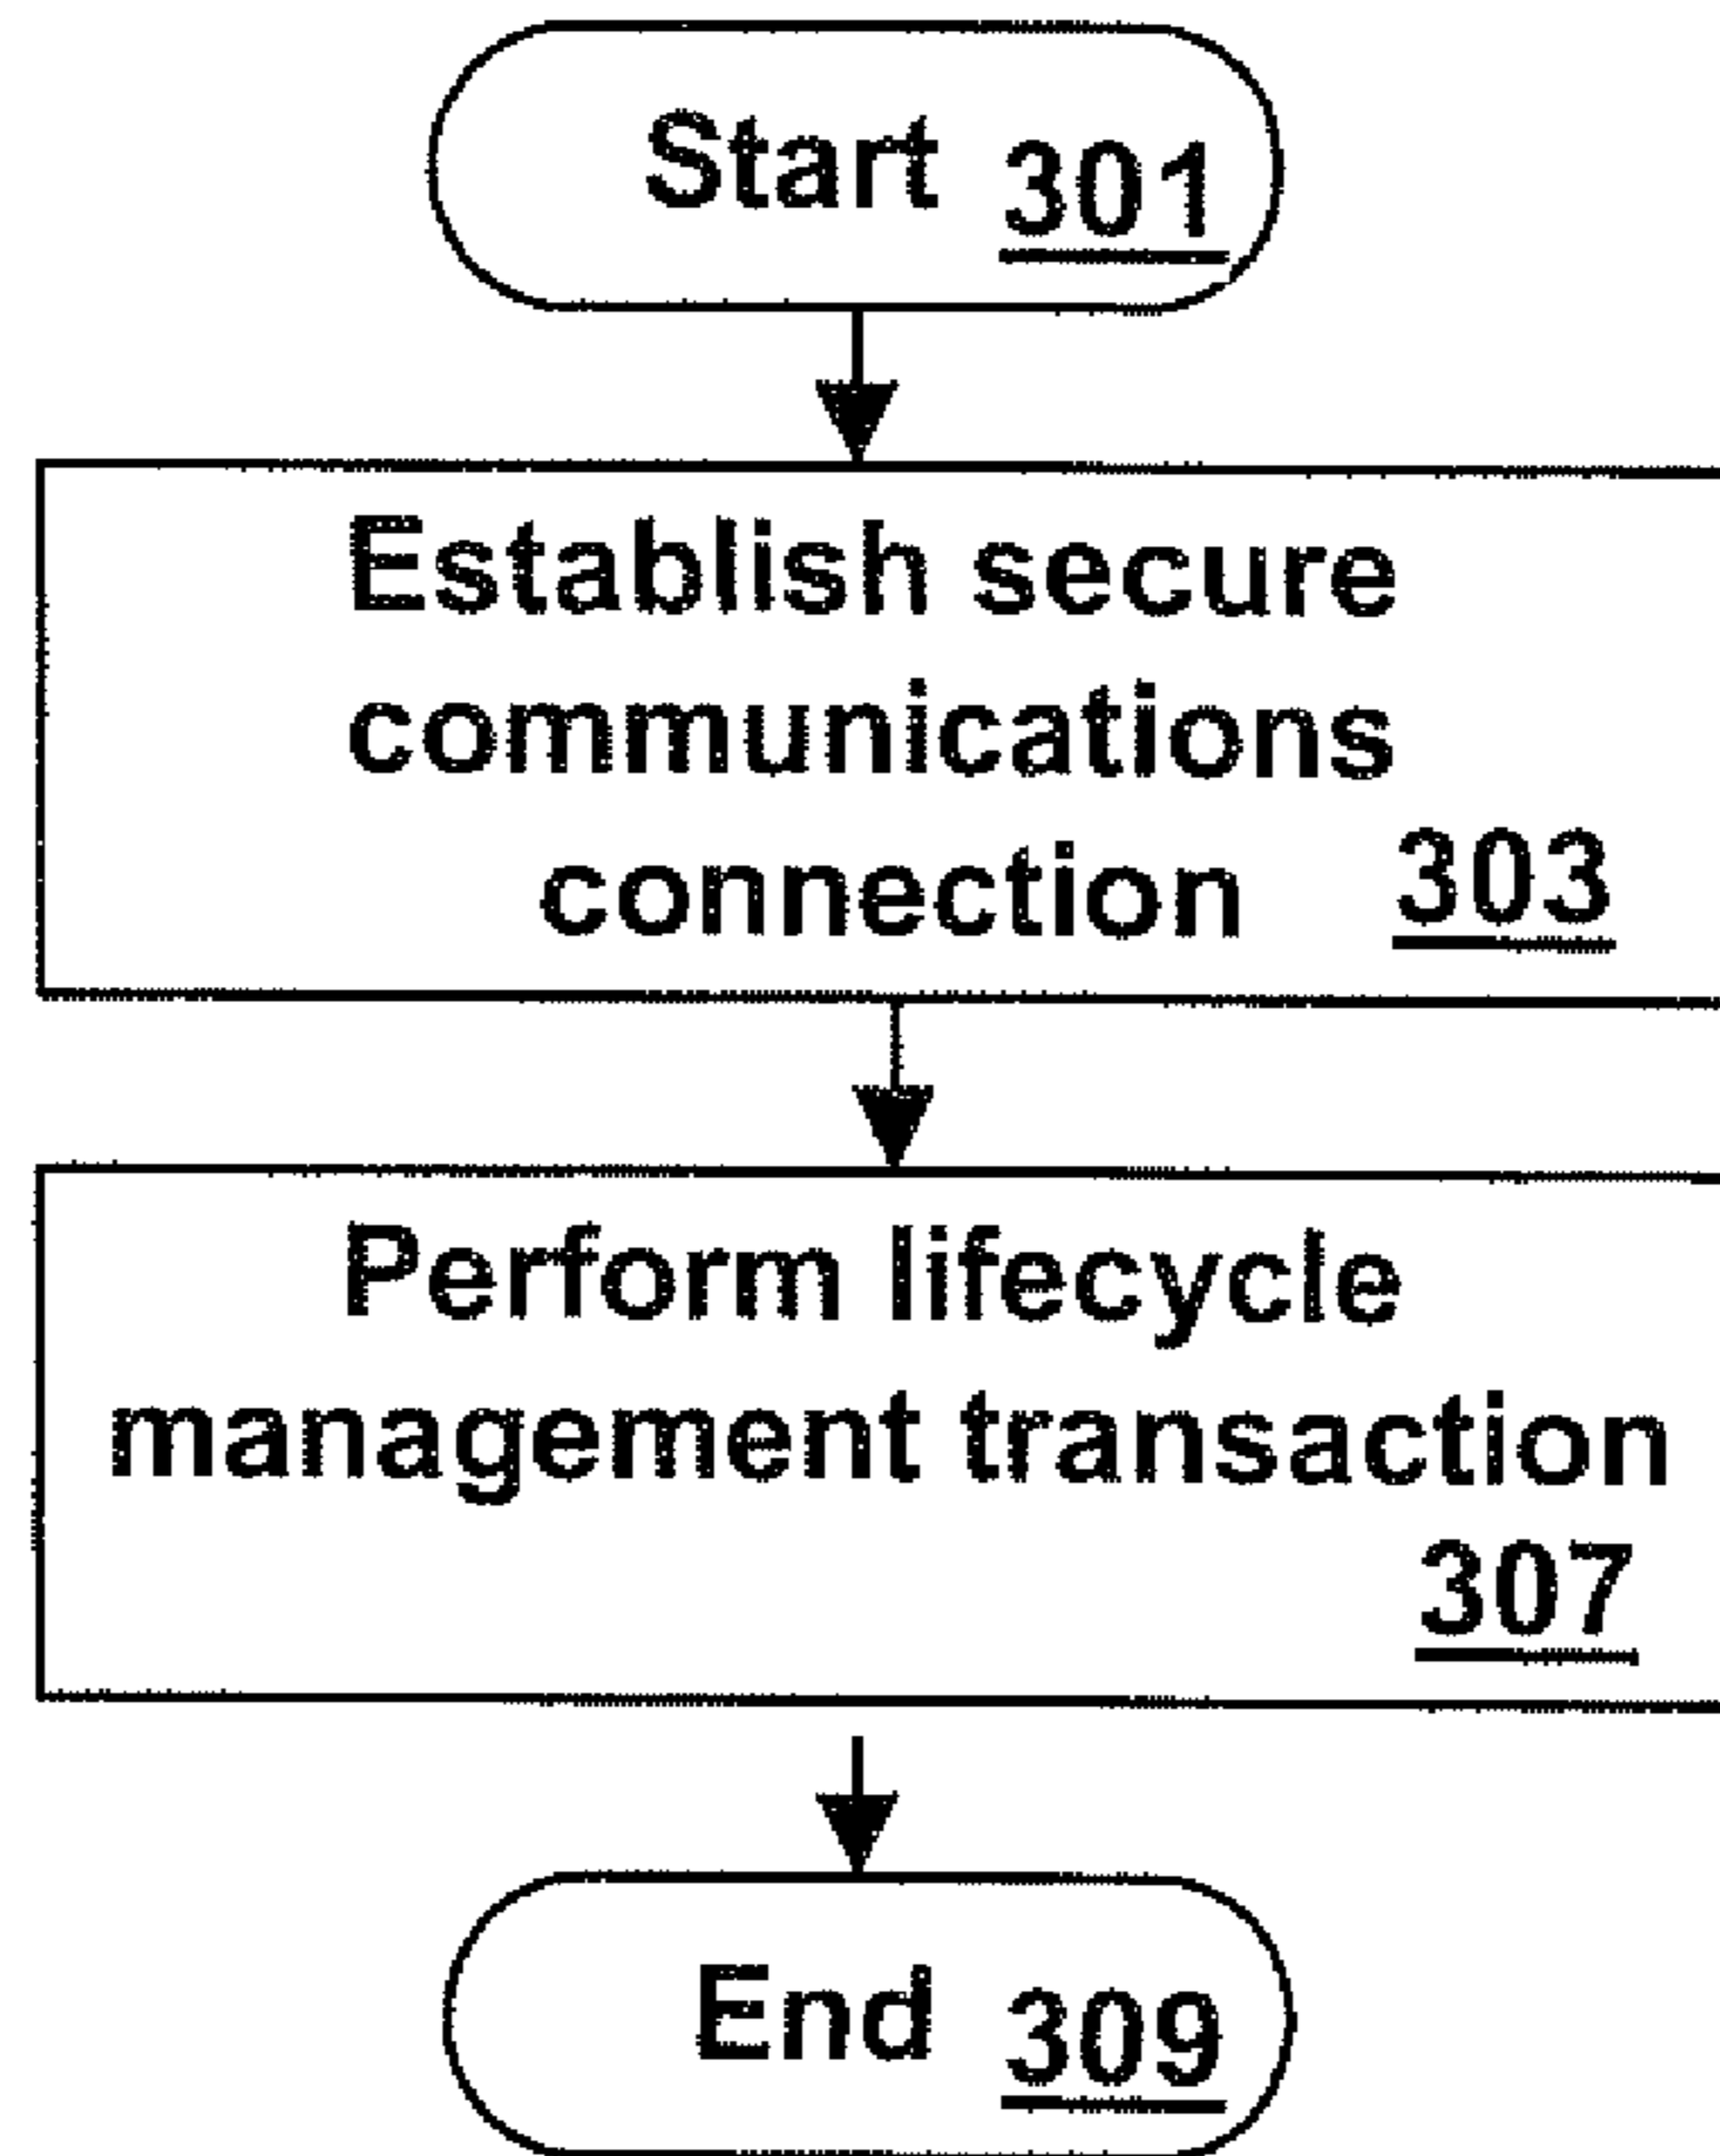 Start 301
Establish secure
communications
connection 303
Perform lifecycle
management transaction
307
End 309